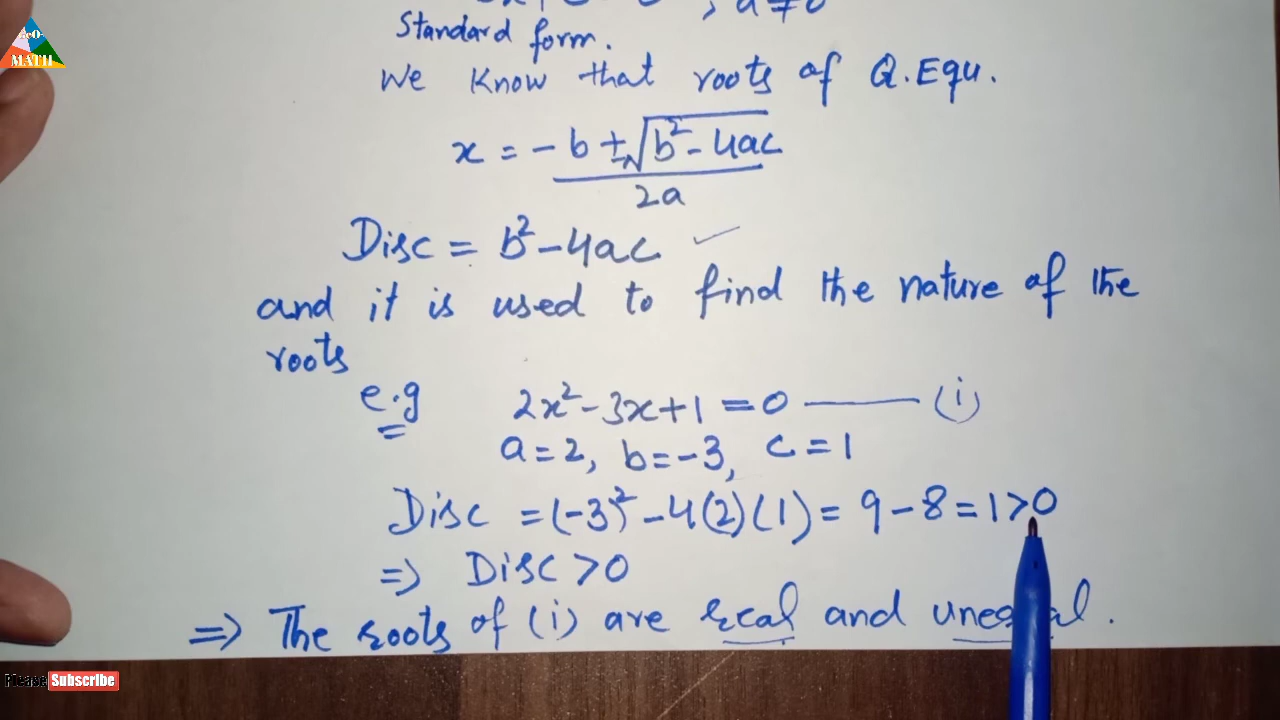 MATH
Standard form.
We Know that roots of Q.Equ.
x = -b ± √b² - 4ac
2a
Disc = b² - 4ac
and it is used to find the nature of the
roots
e.g 2x² - 3x + 1 = 0 —— (i)
a = 2, b = -3, c = 1
Disc = (-3)² - 4(2)(1) = 9 - 8 = 1 > 0
=> Disc > 0
=> The roots of (i) are real and unequal.
Please Subscribe